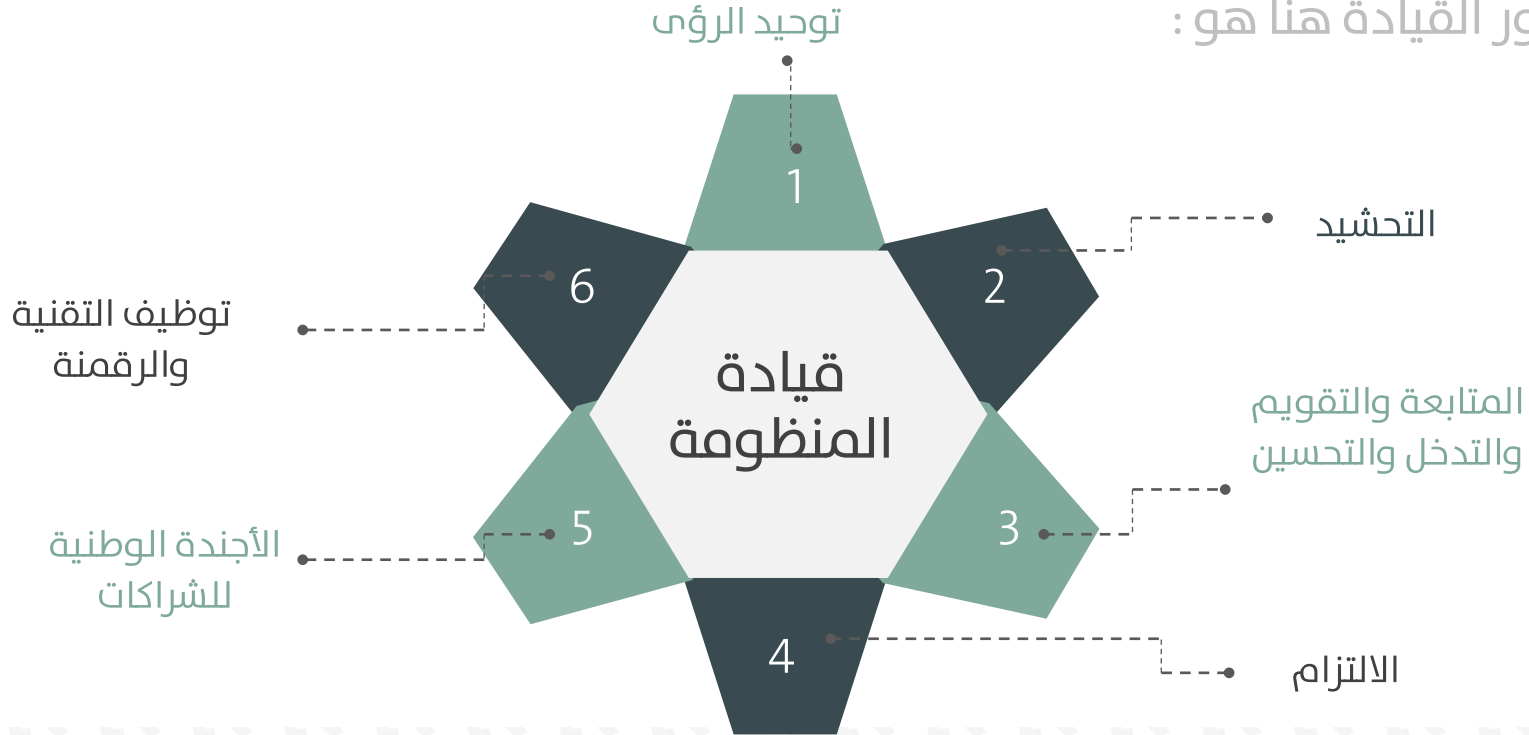 القيادة هنا هو :
توحيد الرؤى
1
التحشيد
2
المتابعة والتقويم
والتدخل والتحسين
3
الالتزام
4
الأجندة الوطنية
للشراكات
5
توظيف التقنية
والرقمنة
6
قيادة
المنظومة